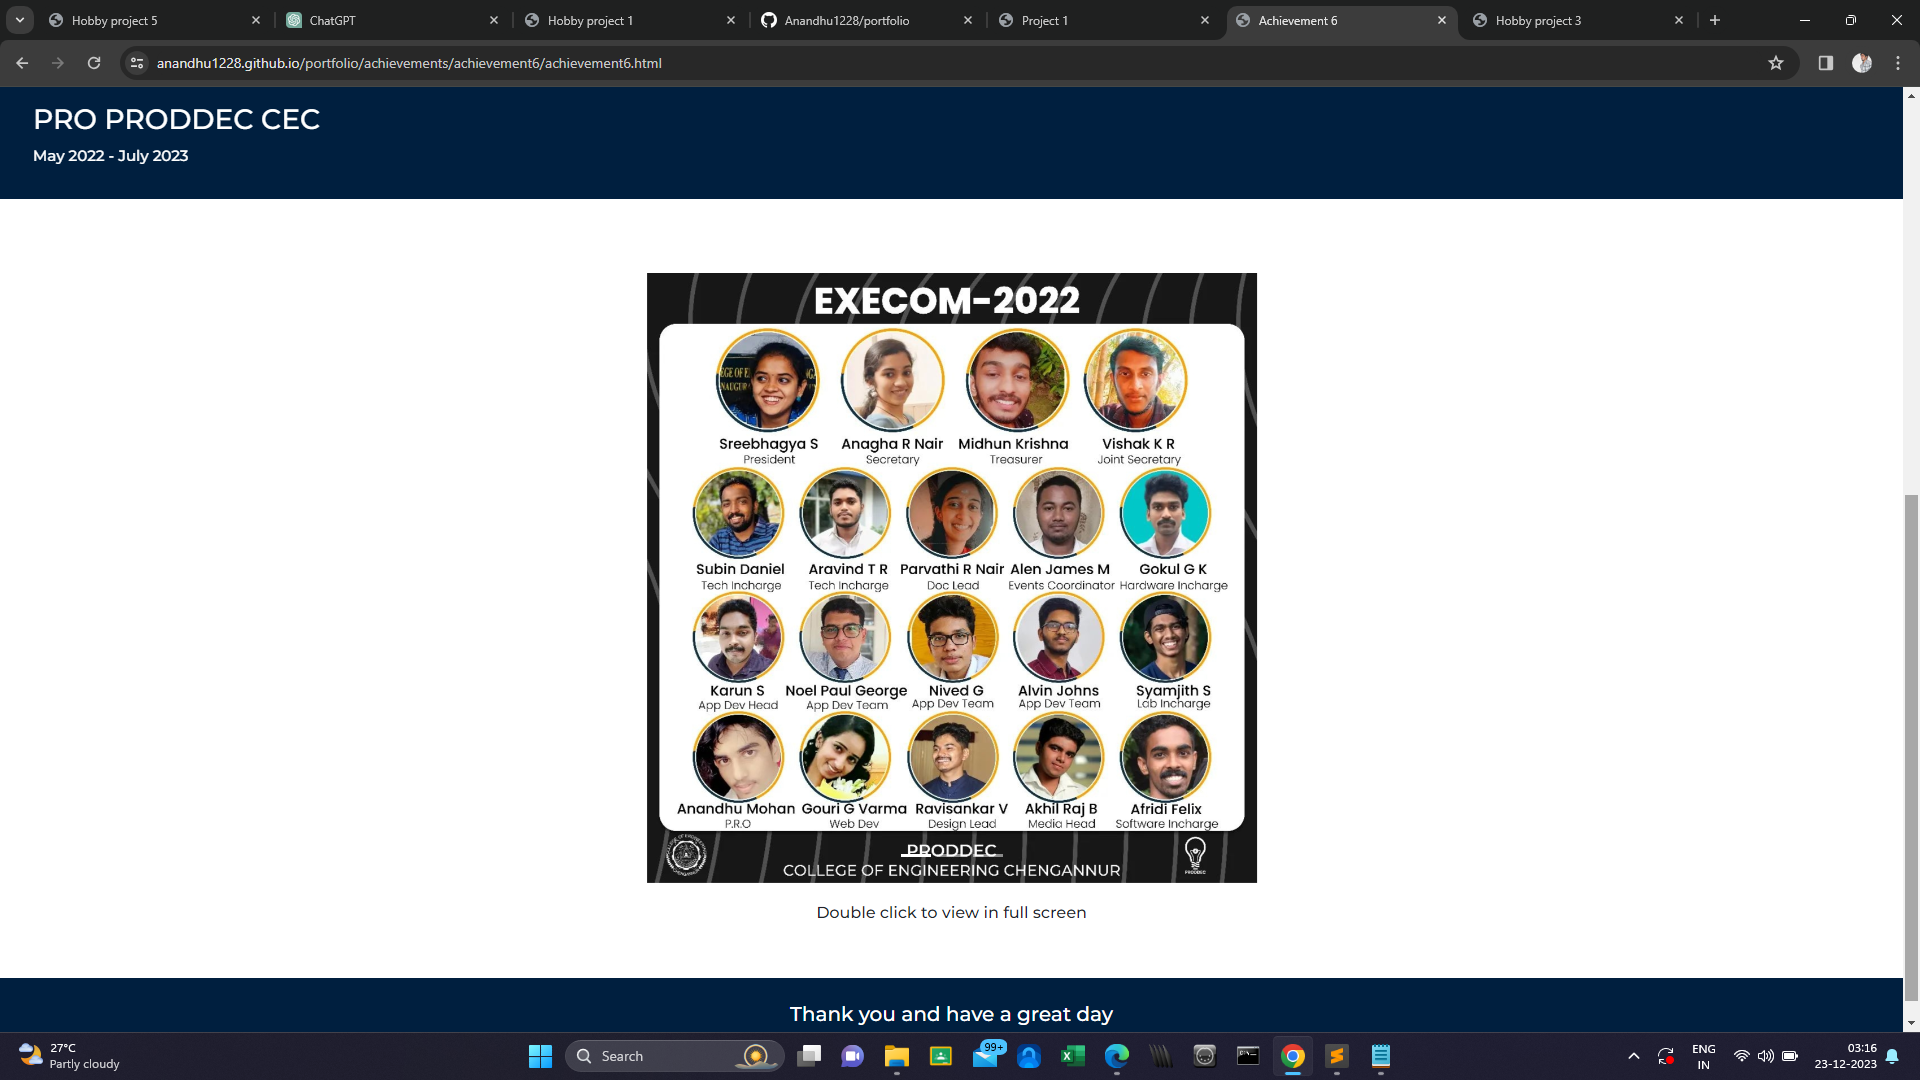 Hobby project 5
ChatGPT
Hobby project 1
Anandhu1228/portfolio
Project 1
Achievement 6
Hobby project 3
anandhu1228.github.io/portfolio/achievements/achievement6/achievement6.html
PRO PRODDEC CEC
May 2022 - July 2023
EXECOM-2022
Sreebhagya S Anagha R Nair Midhun Krishna Vishak K R
President Secretary Treasurer Joint Secretary
Subin Daniel Aravind T R Parvathi R Nair Alen James M Gokul G K
Tech Incharge Tech Incharge Doc Lead Events Coordinator Hardware Incharge
Karun S Noel Paul George Nived G Alvin Johns Syamjith S
App Dev Head App Dev Team App Dev Team App Dev Team Lab Incharge
Anandhu Mohan Gouri G Varma Ravisankar V Akhil Raj B Afridi Felix
P.R.O Web Dev Design Lead Media Head Software Incharge
PRODDEC
COLLEGE OF ENGINEERING CHENGANNUR
PRODDEC
Double click to view in full screen
Thank you and have a great day
27°C
Partly cloudy
Search
99+
ENG
IN
03:16
23-12-2023